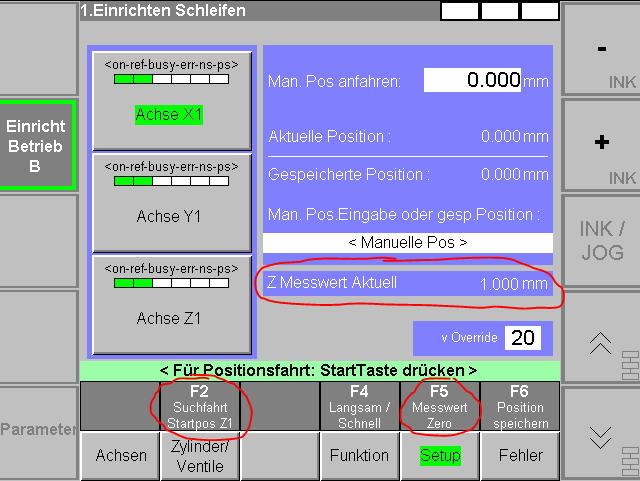 1.Einrichten Schleifen
Einricht
Betrieb
B
Parameter
<on-ref-busy-err-ns-ps>
Achse X1
<on-ref-busy-err-ns-ps>
Achse Y1
<on-ref-busy-err-ns-ps>
Achse Z1
Man. Pos anfahren: 0.000 mm
Aktuelle Position : 0.000 mm
Gespeicherte Position : 0.000 mm
Man. Pos.Eingabe oder gesp.Position :
< Manuelle Pos >
Z Messwert Aktuell 1.000 mm
v Override 20
-
INK
+
INK
INK /
JOG
< Für Positionsfahrt: StartTaste drücken >
F2
Suchfahrt
Startpos Z1
F4
Langsam /
Schnell
F5
Messwert
Zero
F6
Position
speichern
Achsen
Zylinder/
Ventile
Funktion
Setup
Fehler